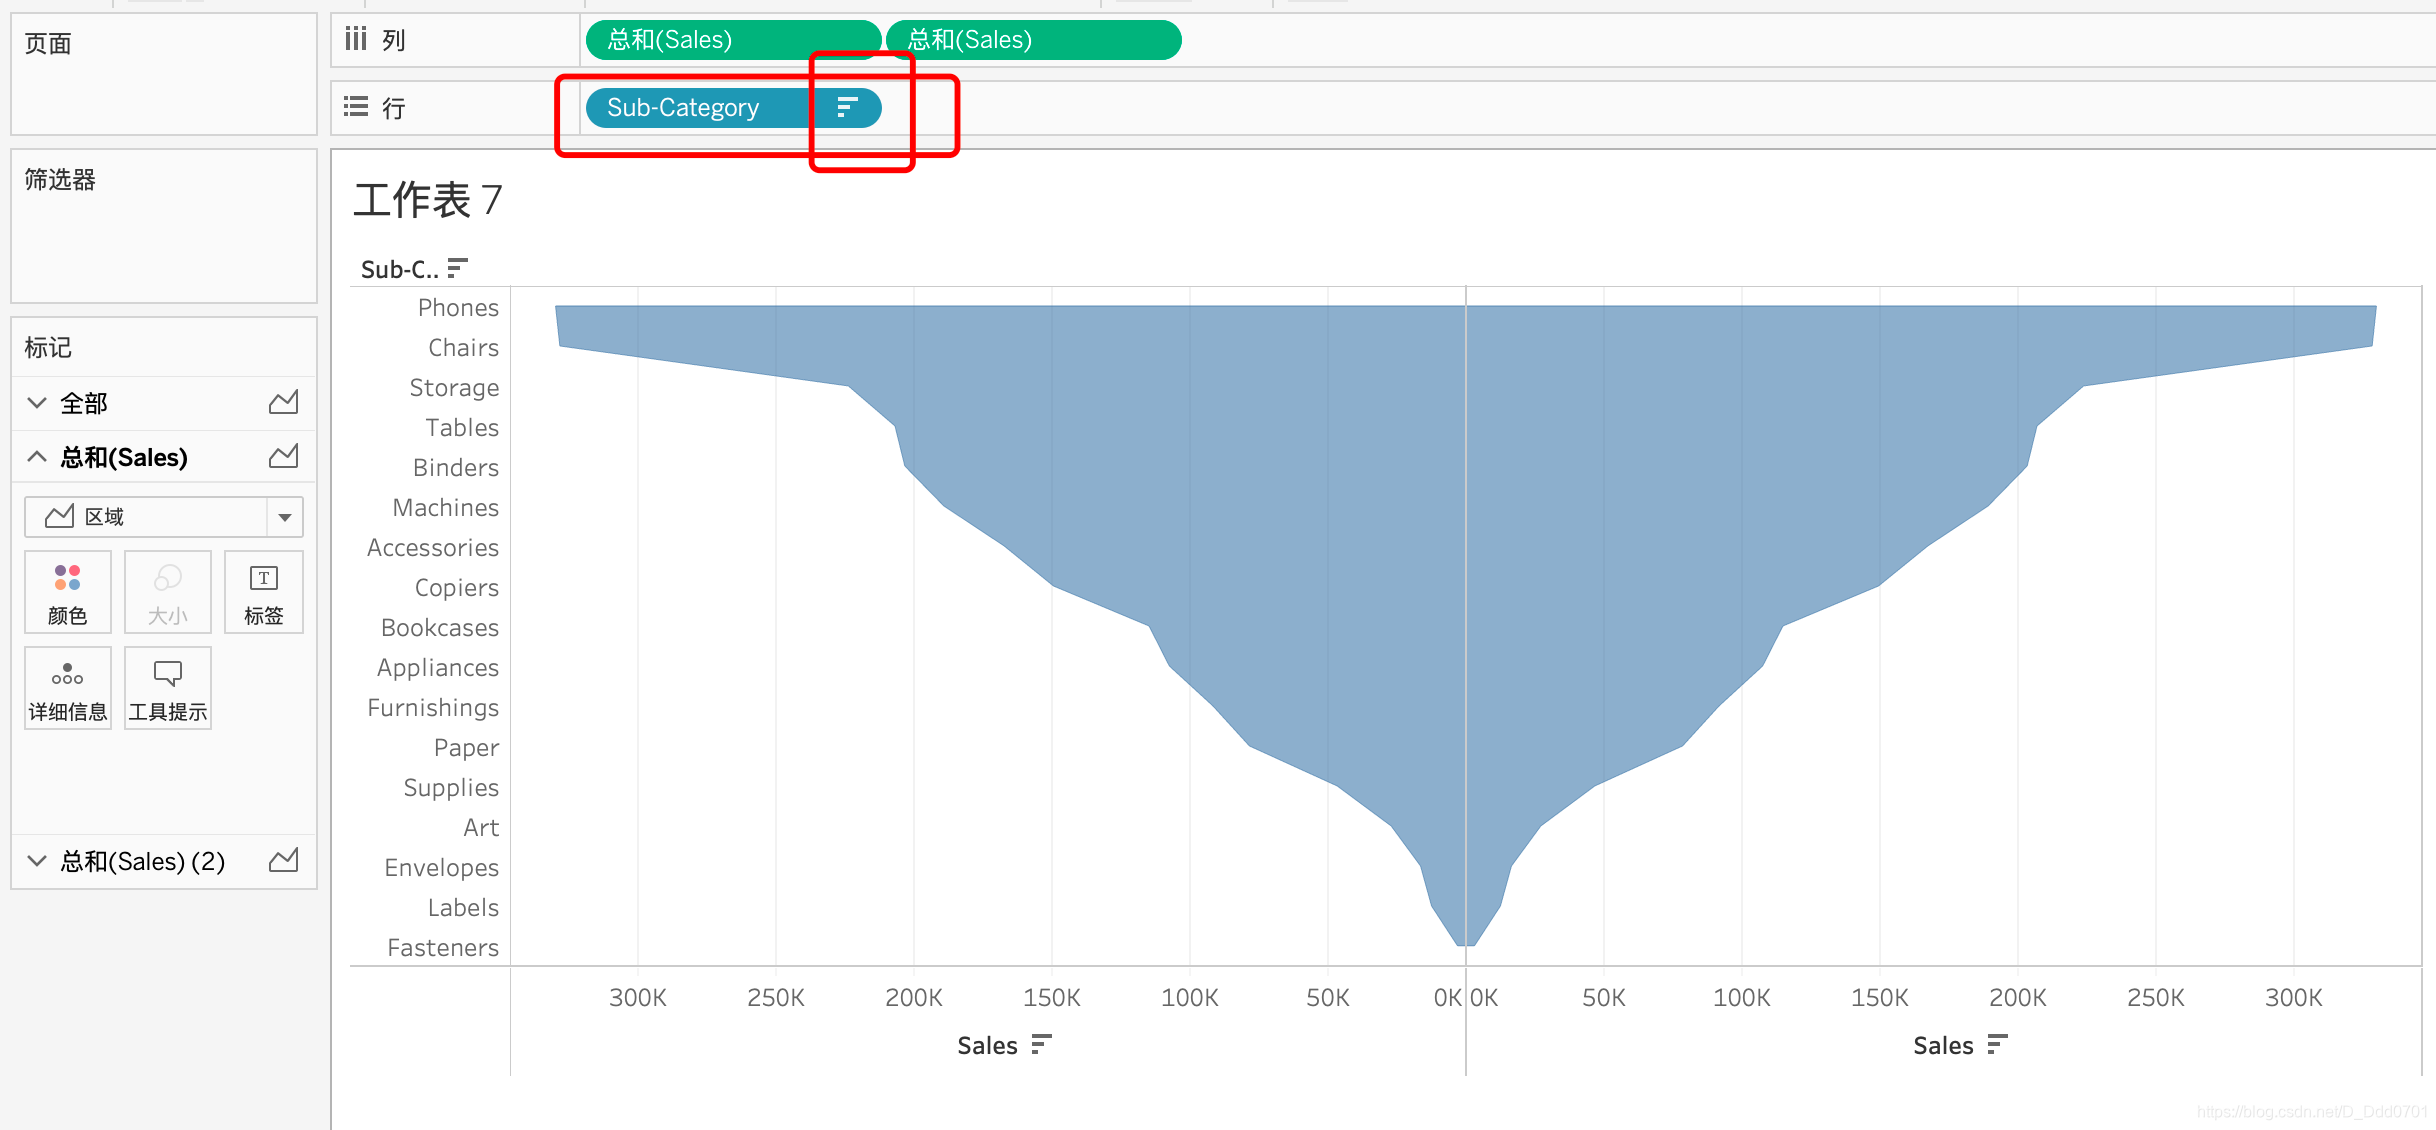 页面
列
总和(Sales)
总和(Sales)
行
Sub-Category
筛选器
标记
全部
总和(Sales)
区域
颜色
大小
T
标签
详细信息
工具提示
总和(Sales) (2)
工作表 7
Sub-C..
Phones
Chairs
Storage
Tables
Binders
Machines
Accessories
Copiers
Bookcases
Appliances
Furnishings
Paper
Supplies
Art
Envelopes
Labels
Fasteners
300K 250K 200K 150K 100K 50K 0K 0K 50K 100K 150K 200K 250K 300K
Sales
Sales
https://blog.csdn.net/D_Ddd0701